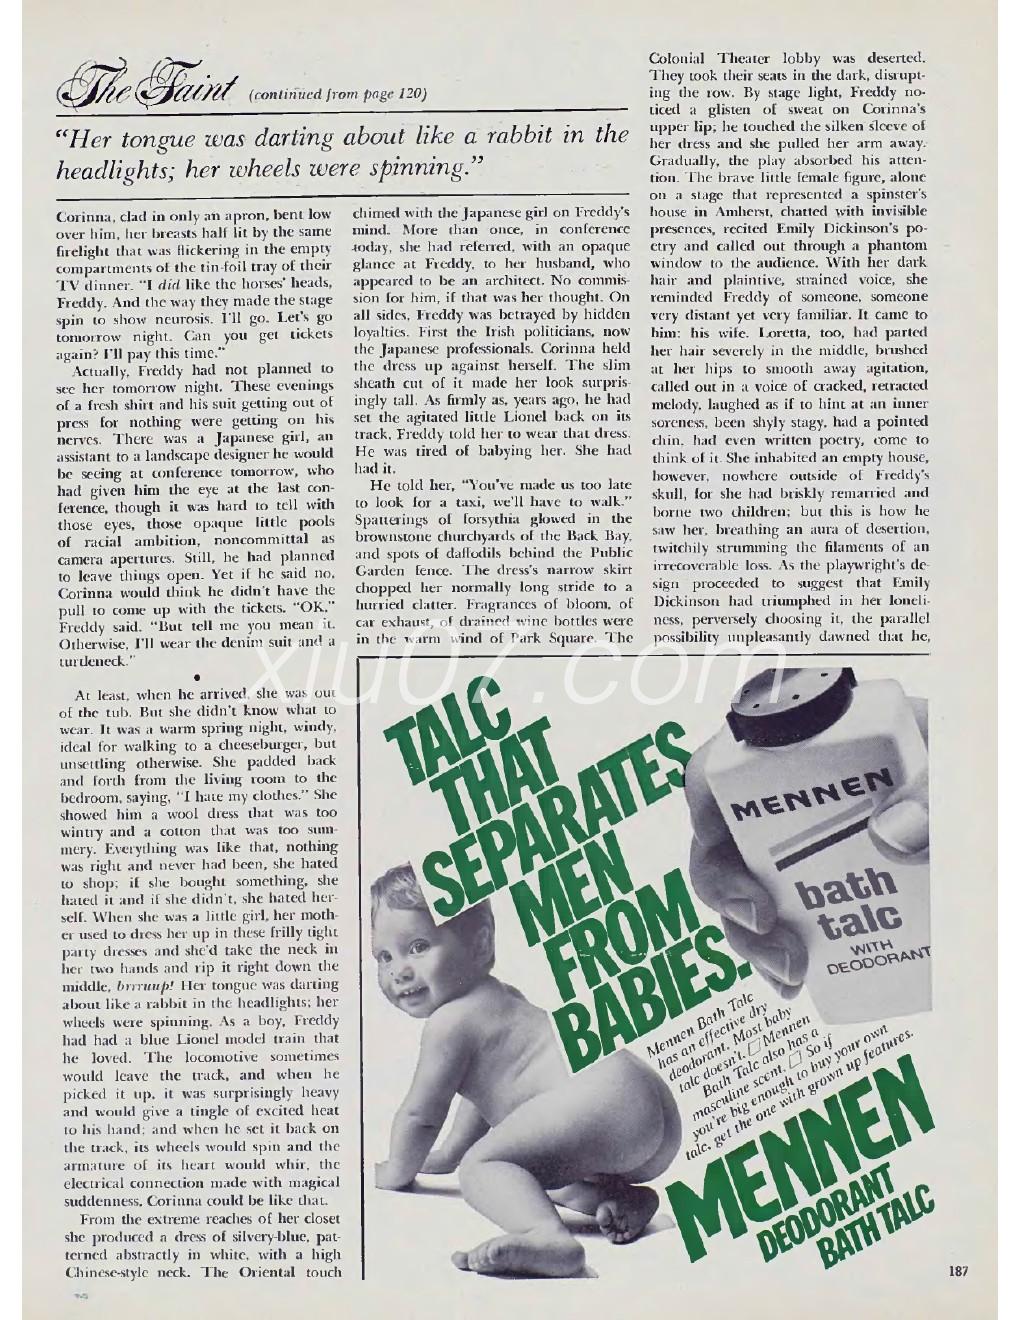 The Faint (continued from page 120)
“Her tongue was darting about like a rabbit in the
headlights; her wheels were spinning.”
Corinna, clad in only an apron, bent low
over him, her breasts half lit by the same
firelight that was flickering in the empty
compartments of the tin-foil tray of their
TV dinner. “I did like the horses' heads,
Freddy. And the way they made the stage
spin to show neurosis. I'll go. Let's go
tomorrow night. Can you get tickets
again? I'll pay this time.”
Actually, Freddy had not planned to
see her tomorrow night. These evenings
of a fresh shirt and his suit getting out of
press for nothing were getting on his
nerves. There was a Japanese girl, an
assistant to a landscape designer he would
be seeing at conference tomorrow, who
had given him the eye at the last con-
ference, though it was hard to tell with
those eyes, those opaque little pools
of racial ambition, noncommittal as
camera apertures. Still, he had planned
to leave things open. Yet if he said no,
Corinna would think he didn't have the
pull to come up with the tickets. “OK,”
Freddy said. “But tell me you mean it.
Otherwise, I'll wear the denim suit and a
turtleneck.”
•
At least, when he arrived, she was out
of the tub. But she didn't know what to
wear. It was a warm spring night, windy,
ideal for walking to a cheeseburger, but
unsettling otherwise. She padded back
and forth from the living room to the
bedroom, saying, “I hate my clothes.” She
showed him a wool dress that was too
wintry and a cotton that was too sum-
mery. Everything was like that, nothing
was right and never had been, she hated
to shop; if she bought something, she
hated it and if she didn't, she hated her-
self. When she was a little girl, her moth-
er used to dress her up in these frilly tight
party dresses and she'd take the neck in
her two hands and rip it right down the
middle, brrruup! Her tongue was darting
about like a rabbit in the headlights; her
wheels were spinning. As a boy, Freddy
had had a blue Lionel model train that
he loved. The locomotive sometimes
would leave the track, and when he
picked it up, it was surprisingly heavy
and would give a tingle of excited heat
to his hand; and when he set it back on
the track, its wheels would spin and the
armature of its heart would whir, the
electrical connection made with magical
suddenness. Corinna could be like that.
From the extreme reaches of her closet
she produced a dress of silvery-blue, pat-
terned abstractly in white, with a high
Chinese-style neck. The Oriental touch
chimed with the Japanese girl on Freddy's
mind. More than once, in conference
today, she had referred, with an opaque
glance at Freddy, to her husband, who
appeared to be an architect. No commis-
sion for him, if that was her thought. On
all sides, Freddy was betrayed by hidden
loyalties. First the Irish politicians, now
the Japanese professionals. Corinna held
the dress up against herself. The slim
sheath cut of it made her look surpris-
ingly tall. As firmly as, years ago, he had
set the agitated little Lionel back on its
track, Freddy told her to wear that dress.
He was tired of babying her. She had
had it.
He told her, “You've made us too late
to look for a taxi, we'll have to walk.”
Spatterings of forsythia glowed in the
brownstone churchyards of the Back Bay,
and spots of daffodils behind the Public
Garden fence. The dress's narrow skirt
chopped her normally long stride to a
hurried clatter. Fragrances of bloom, of
car exhaust, of drained wine bottles were
in the warm wind of Park Square. The
Colonial Theater lobby was deserted.
They took their seats in the dark, disrupt-
ing the row. By stage light, Freddy no-
ticed a glisten of sweat on Corinna's
upper lip; he touched the silken sleeve of
her dress and she pulled her arm away.
Gradually, the play absorbed his atten-
tion. The brave little female figure, alone
on a stage that represented a spinster's
house in Amherst, chatted with invisible
presences, recited Emily Dickinson's po-
etry and called out through a phantom
window to the audience. With her dark
hair and plaintive, strained voice, she
reminded Freddy of someone, someone
very distant yet very familiar. It came to
him: his wife. Loretta, too, had parted
her hair severely in the middle, brushed
at her hips to smooth away agitation,
called out in a voice of cracked, retracted
melody, laughed as if to hint at an inner
soreness, been shyly stagy, had a pointed
chin, had even written poetry, come to
think of it. She inhabited an empty house,
however, nowhere outside of Freddy's
skull, for she had briskly remarried and
borne two children; but this is how he
saw her, breathing an aura of desertion,
twitchily strumming the filaments of an
irrecoverable loss. As the playwright's de-
sign proceeded to suggest that Emily
Dickinson had triumphed in her loneli-
ness, perversely choosing it, the parallel
possibility unpleasantly dawned that he,
xiu07.com
TALC
THAT
SEPARATES
MEN
FROM
BABIES.
MENNEN
bath
talc
WITH
DEODORANT
Mennen Bath Talc
has an effective dry
deodorant. Most baby
talc doesn't. □ Mennen
Bath Talc also has a
masculine scent. □ So if
you're big enough to buy your own
talc, get the one with grown up features.
MENNEN
DEODORANT
BATH TALC
187